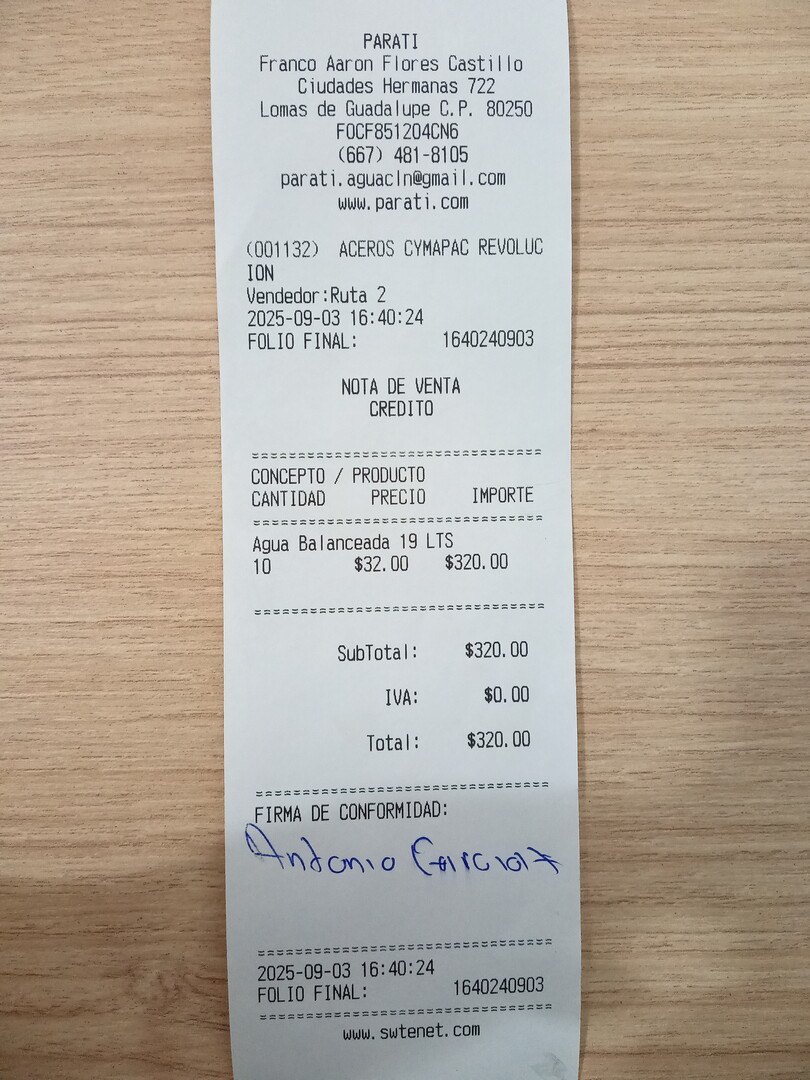 PARATI
Franco Aaron Flores Castillo
Ciudades Hermanas 722
Lomas de Guadalupe C.P. 80250
FOCF851204CN6
(667) 481-8105
parati.aguacln@gmail.com
www.parati.com
(001132) ACEROS CYMAPAC REVOLUC
ION
Vendedor:Ruta 2
2025-09-03 16:40:24
FOLIO FINAL: 1640240903
NOTA DE VENTA
CREDITO
CONCEPTO / PRODUCTO
CANTIDAD PRECIO IMPORTE
Agua Balanceada 19 LTS
10 $32.00 $320.00
SubTotal: $320.00
IVA: $0.00
Total: $320.00
FIRMA DE CONFORMIDAD:
Antonio Garcia
2025-09-03 16:40:24
FOLIO FINAL: 1640240903
www.swtenet.com